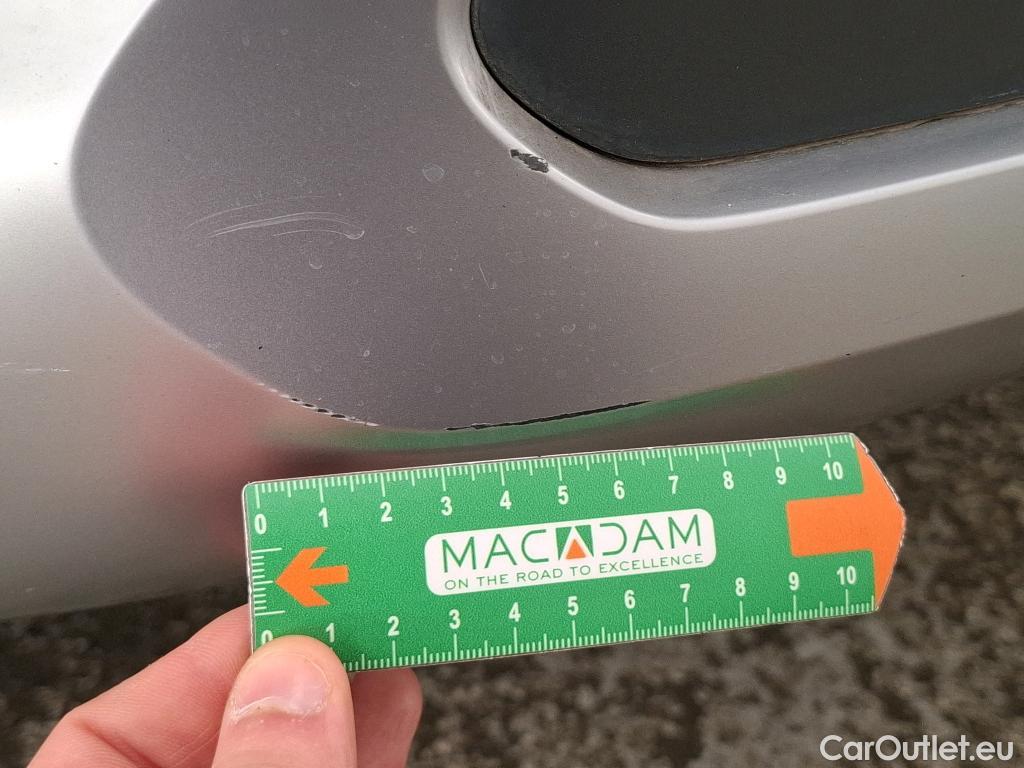 0 1 2 3 4 5 6 7 8 9 10
MACADAM
ON THE ROAD TO EXCELLENCE
0 1 2 3 4 5 6 7 8 9 10
CarOutlet.eu